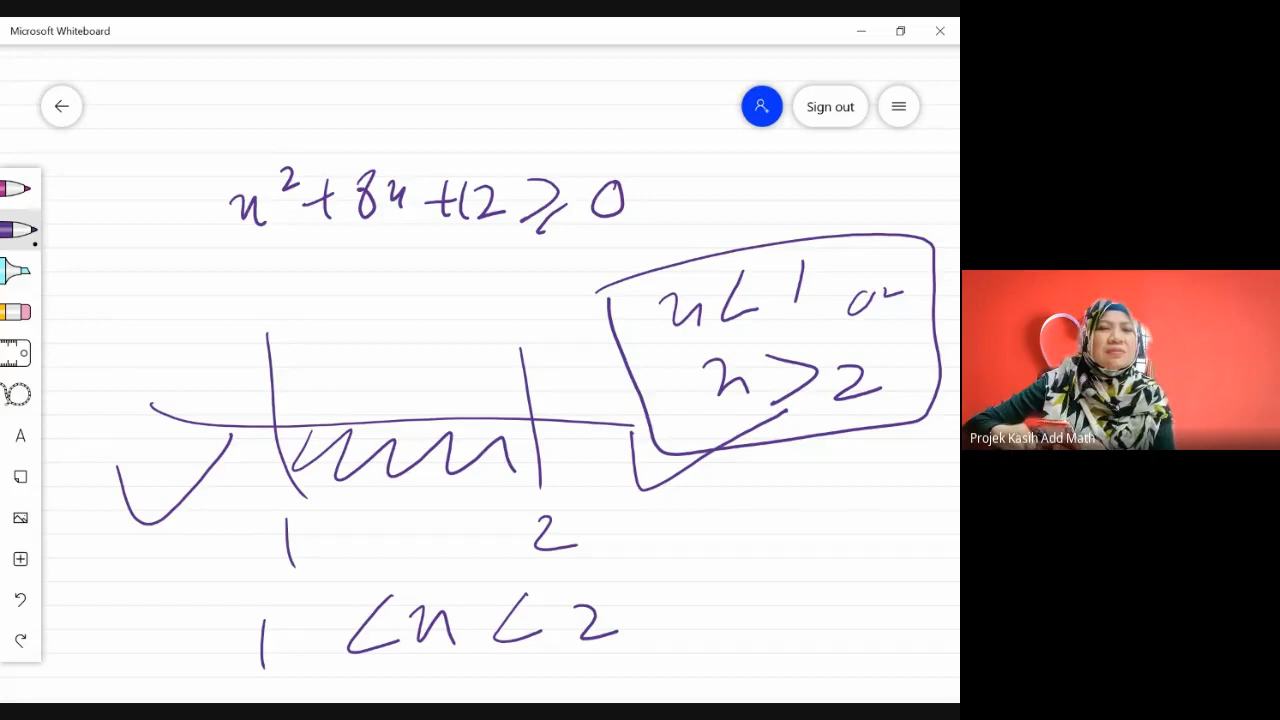 Microsoft Whiteboard
Sign out
x² + 8x + 12 ⩾ 0
x < 1 or
x > 2
A
1 2
1 < x < 2
Projek Kasih Add Math